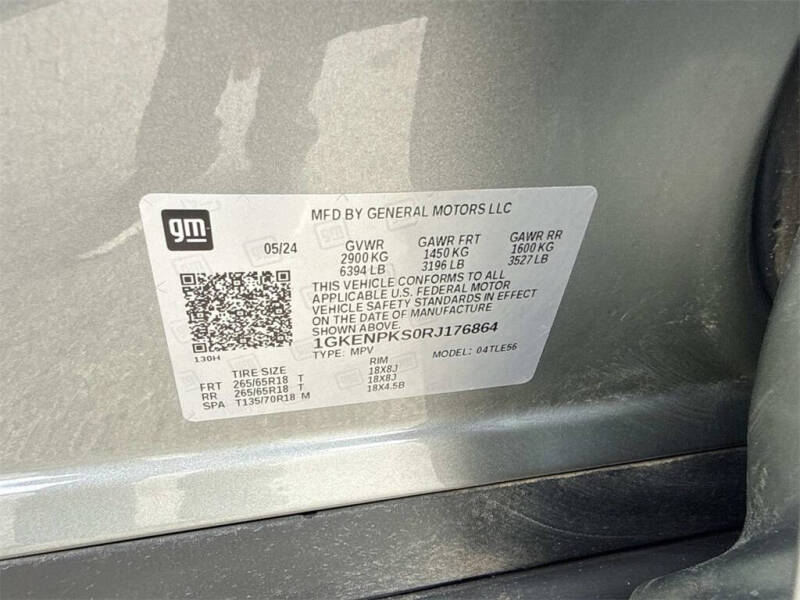 gm
MFD BY GENERAL MOTORS LLC
05/24 GVWR GAWR FRT GAWR RR
2900 KG 1450 KG 1600 KG
6394 LB 3196 LB 3527 LB
THIS VEHICLE CONFORMS TO ALL
APPLICABLE U.S. FEDERAL MOTOR
VEHICLE SAFETY STANDARDS IN EFFECT
ON THE DATE OF MANUFACTURE
SHOWN ABOVE.
1GKENPKS0RJ176864
130H
TYPE: MPV MODEL: 04TLE56
TIRE SIZE RIM
FRT 265/65R18 T 18X8J
RR 265/65R18 T 18X8J
SPA T135/70R18 M 18X4.5B